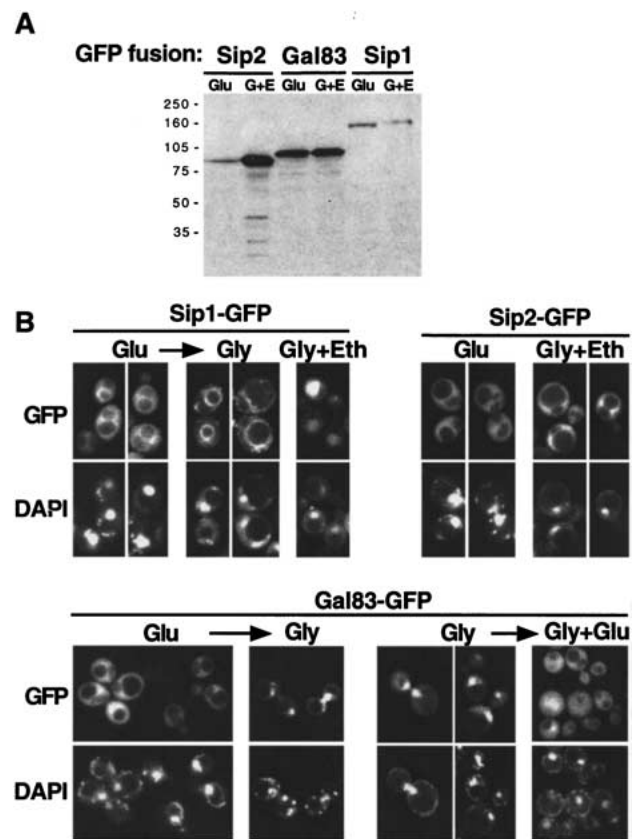 A
GFP fusion: Sip2 Gal83 Sip1
Glu G+E Glu G+E Glu G+E
250 -
160 -
105 -
75 -
50 -
35 -
B
Sip1-GFP Sip2-GFP
Glu → Gly Gly+Eth Glu Gly+Eth
GFP
DAPI
Gal83-GFP
Glu → Gly Gly → Gly+Glu
GFP
DAPI